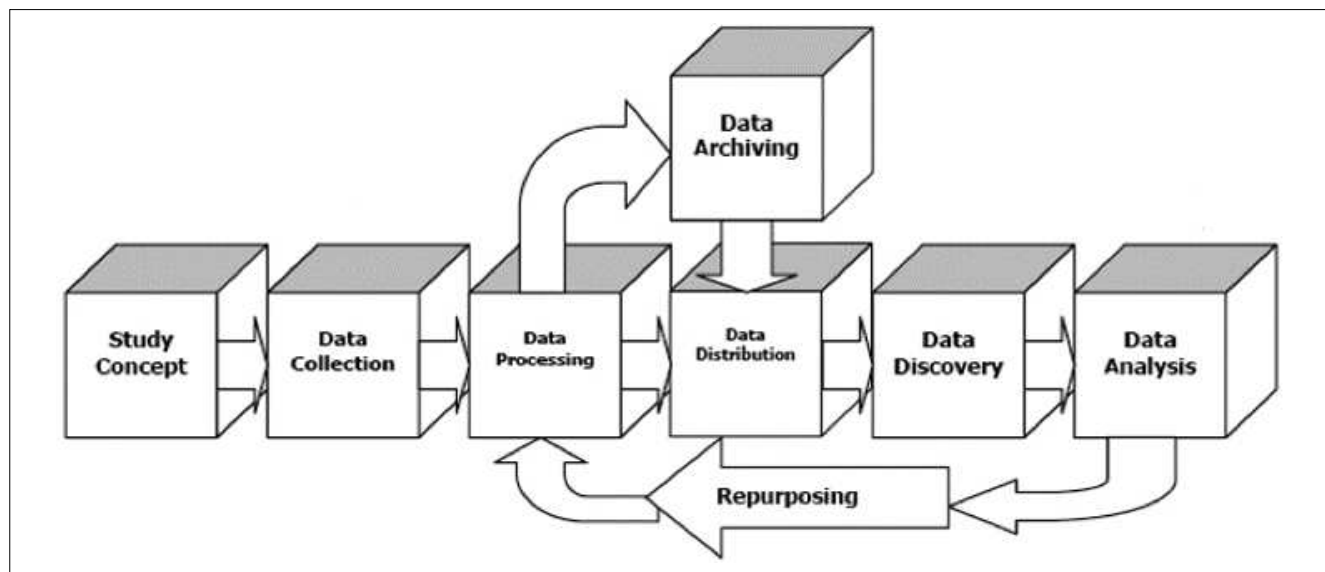 Data
Archiving
Study
Concept
Data
Collection
Data
Processing
Data
Distribution
Data
Discovery
Data
Analysis
Repurposing